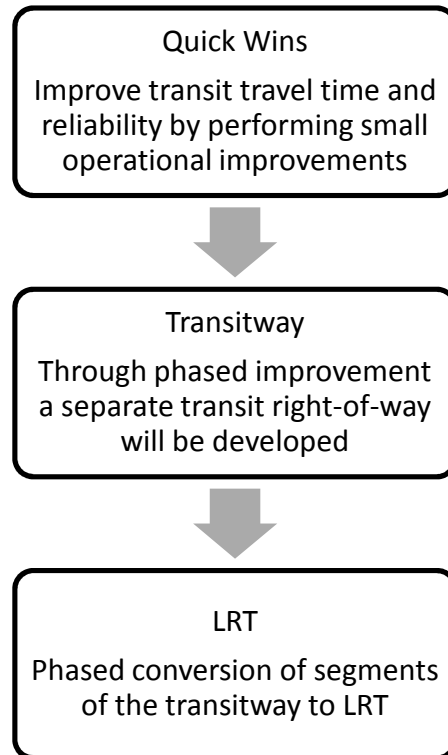 Quick Wins
Improve transit travel time and
reliability by performing small
operational improvements
Transitway
Through phased improvement
a separate transit right-of-way
will be developed
LRT
Phased conversion of segments
of the transitway to LRT